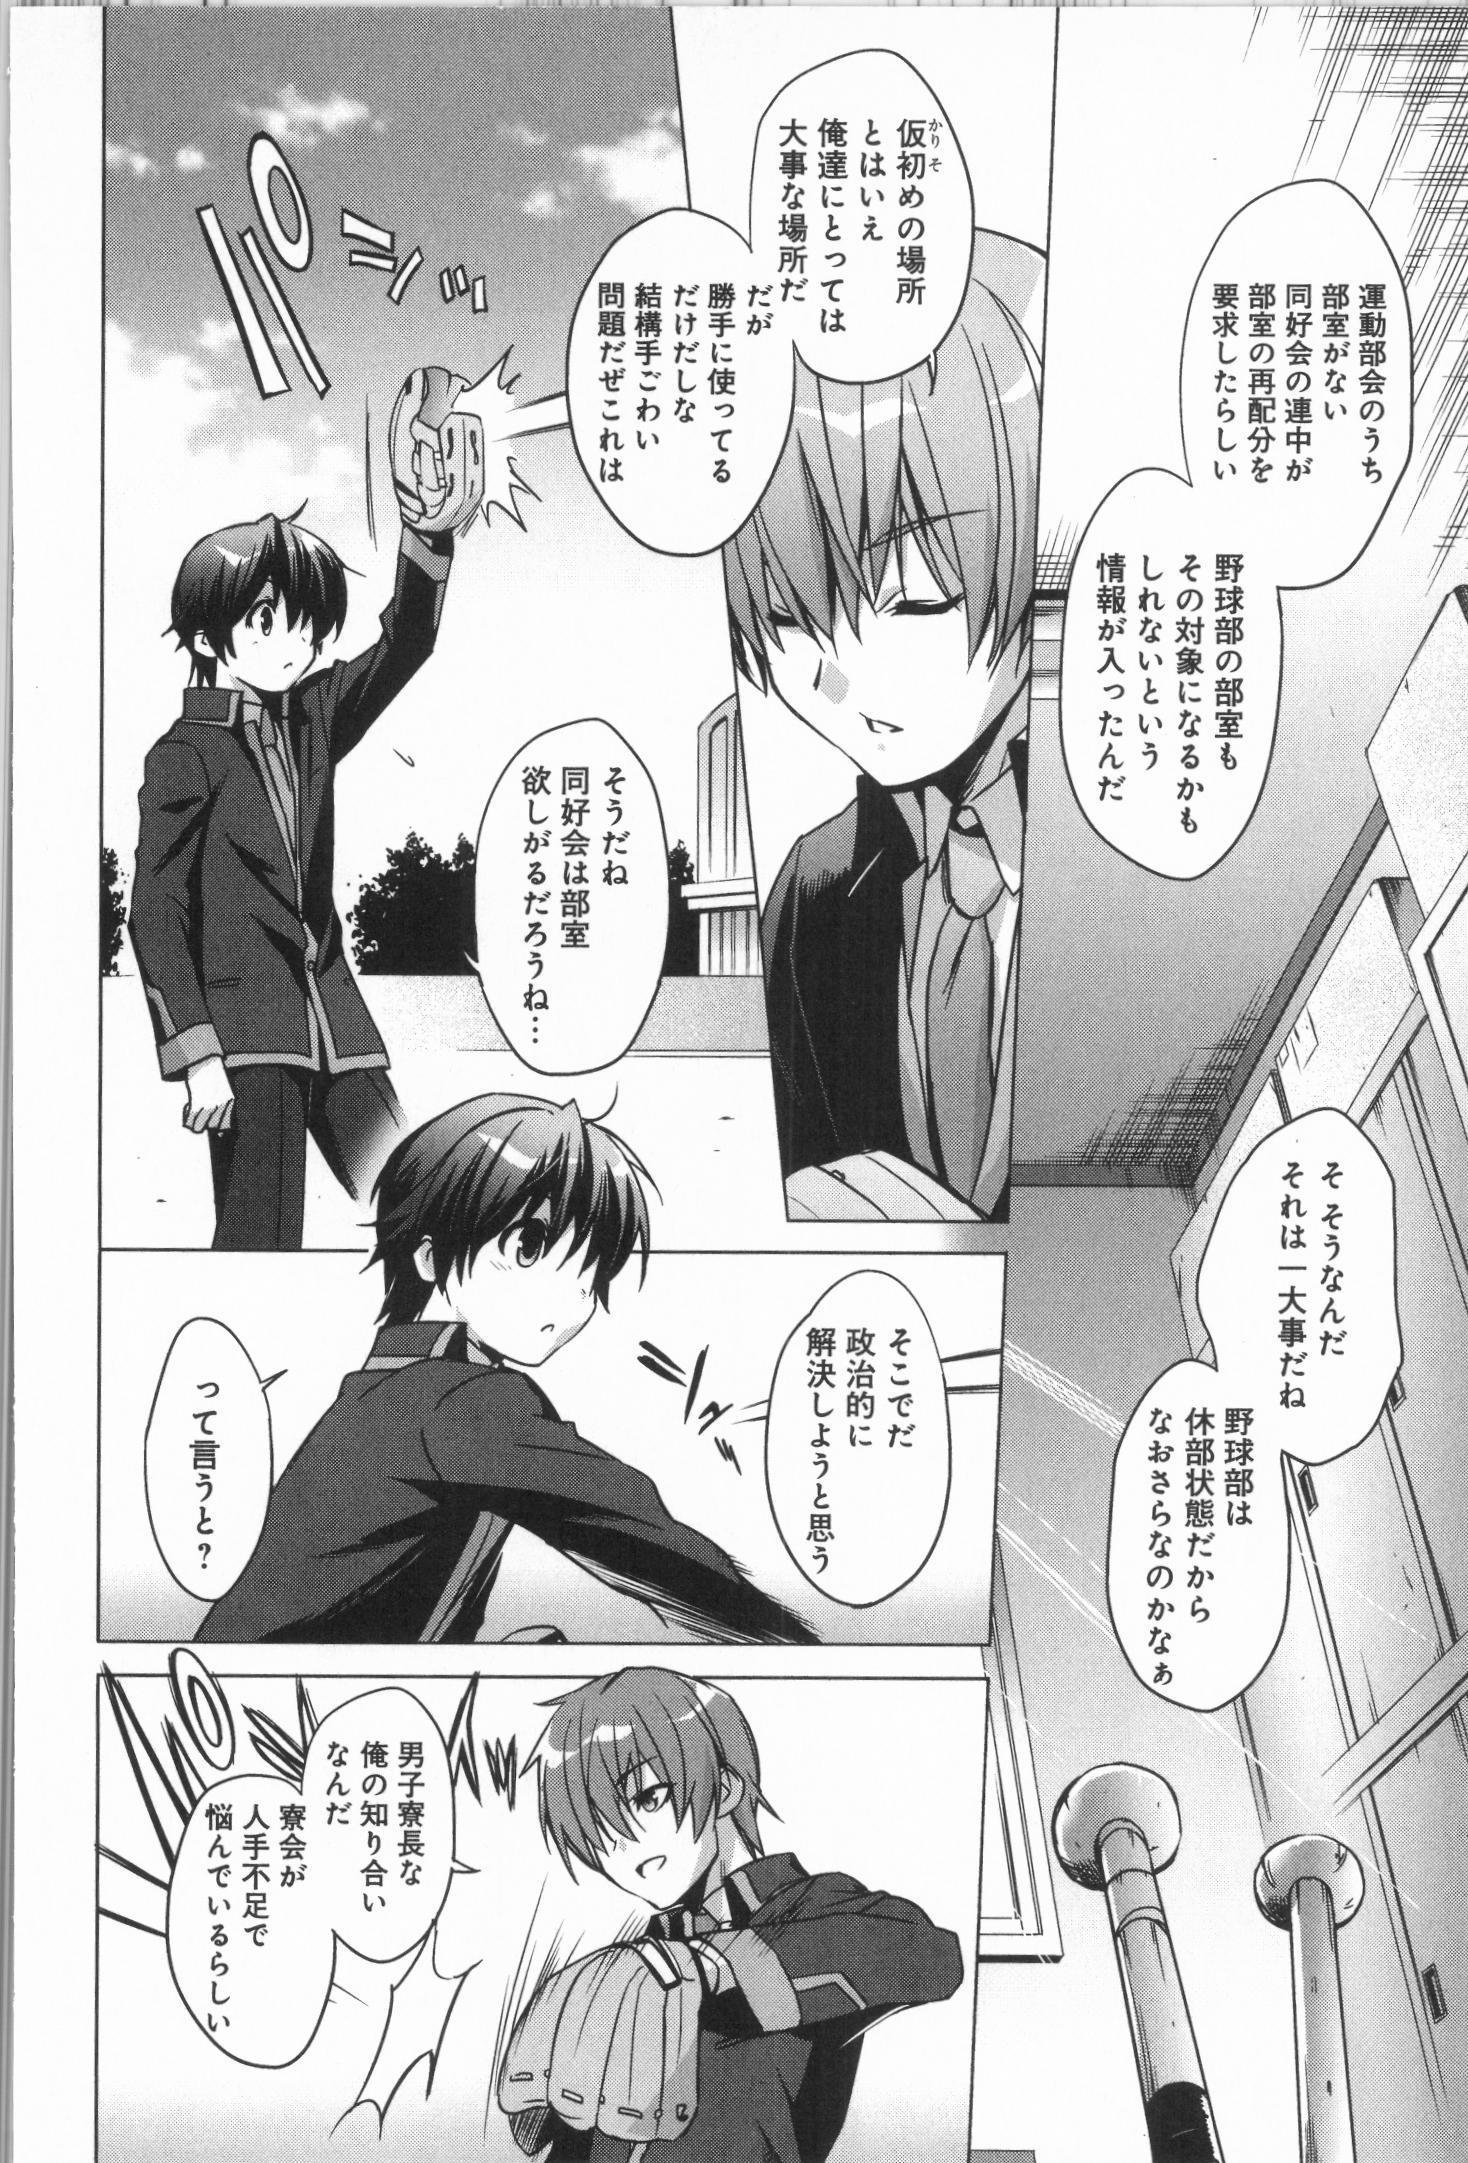 運動部会のうち
部室がない
同好会の連中が
部室の再配分を
要求したらしい
野球部の部室も
その対象になるかも
しれないという
情報が入ったんだ
そ そうなんだ
それは一大事だね
野球部は
休部状態だから
なおさらなのかなぁ
仮初めの場所
かりそ
とはいえ
俺達にとっては
大事な場所だ
だが
勝手に使ってる
だけだしな
結構手ごわい
問題だぜこれは
パシッ
そうだね
同好会は部室
欲しがるだろうね…
そこでだ
政治的に
解決しようと思う
って言うと？
男子寮長な
俺の知り合い
なんだ
寮会が
人手不足で
悩んでいるらしい